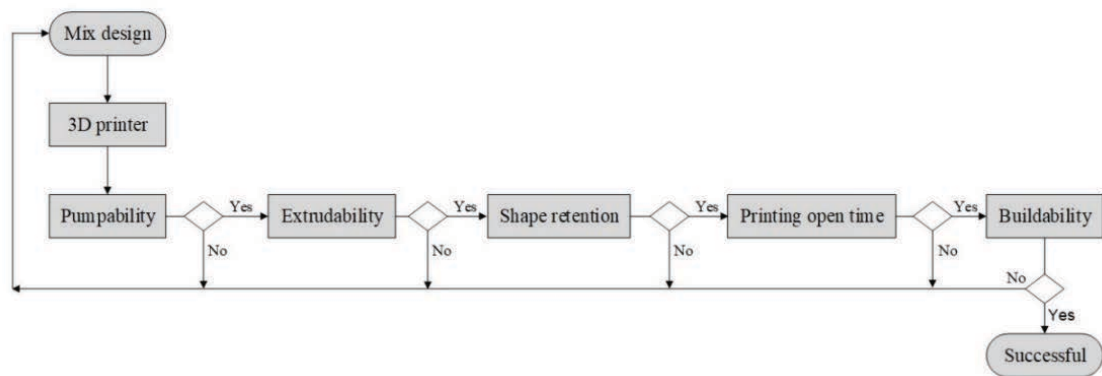 Mix design
3D printer
Pumpability
Yes
Extrudability
Yes
Shape retention
Yes
Printing open time
Yes
Buildability
No
No
No
No
No
Yes
Successful